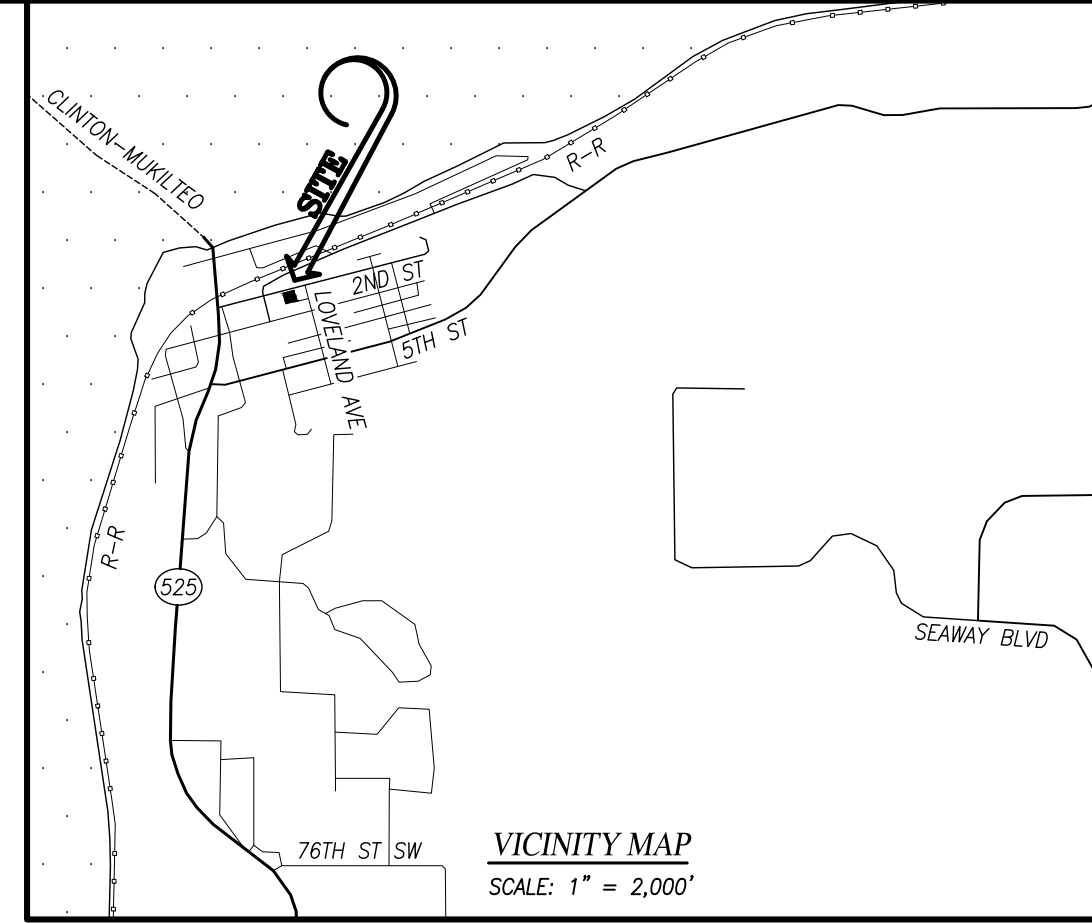 CLINTON-MUKILTEO
SITE
R-R
2ND ST
LOVELAND AVE
5TH ST
R-R
525
SEAWAY BLVD
76TH ST SW
VICINITY MAP
SCALE: 1" = 2,000'